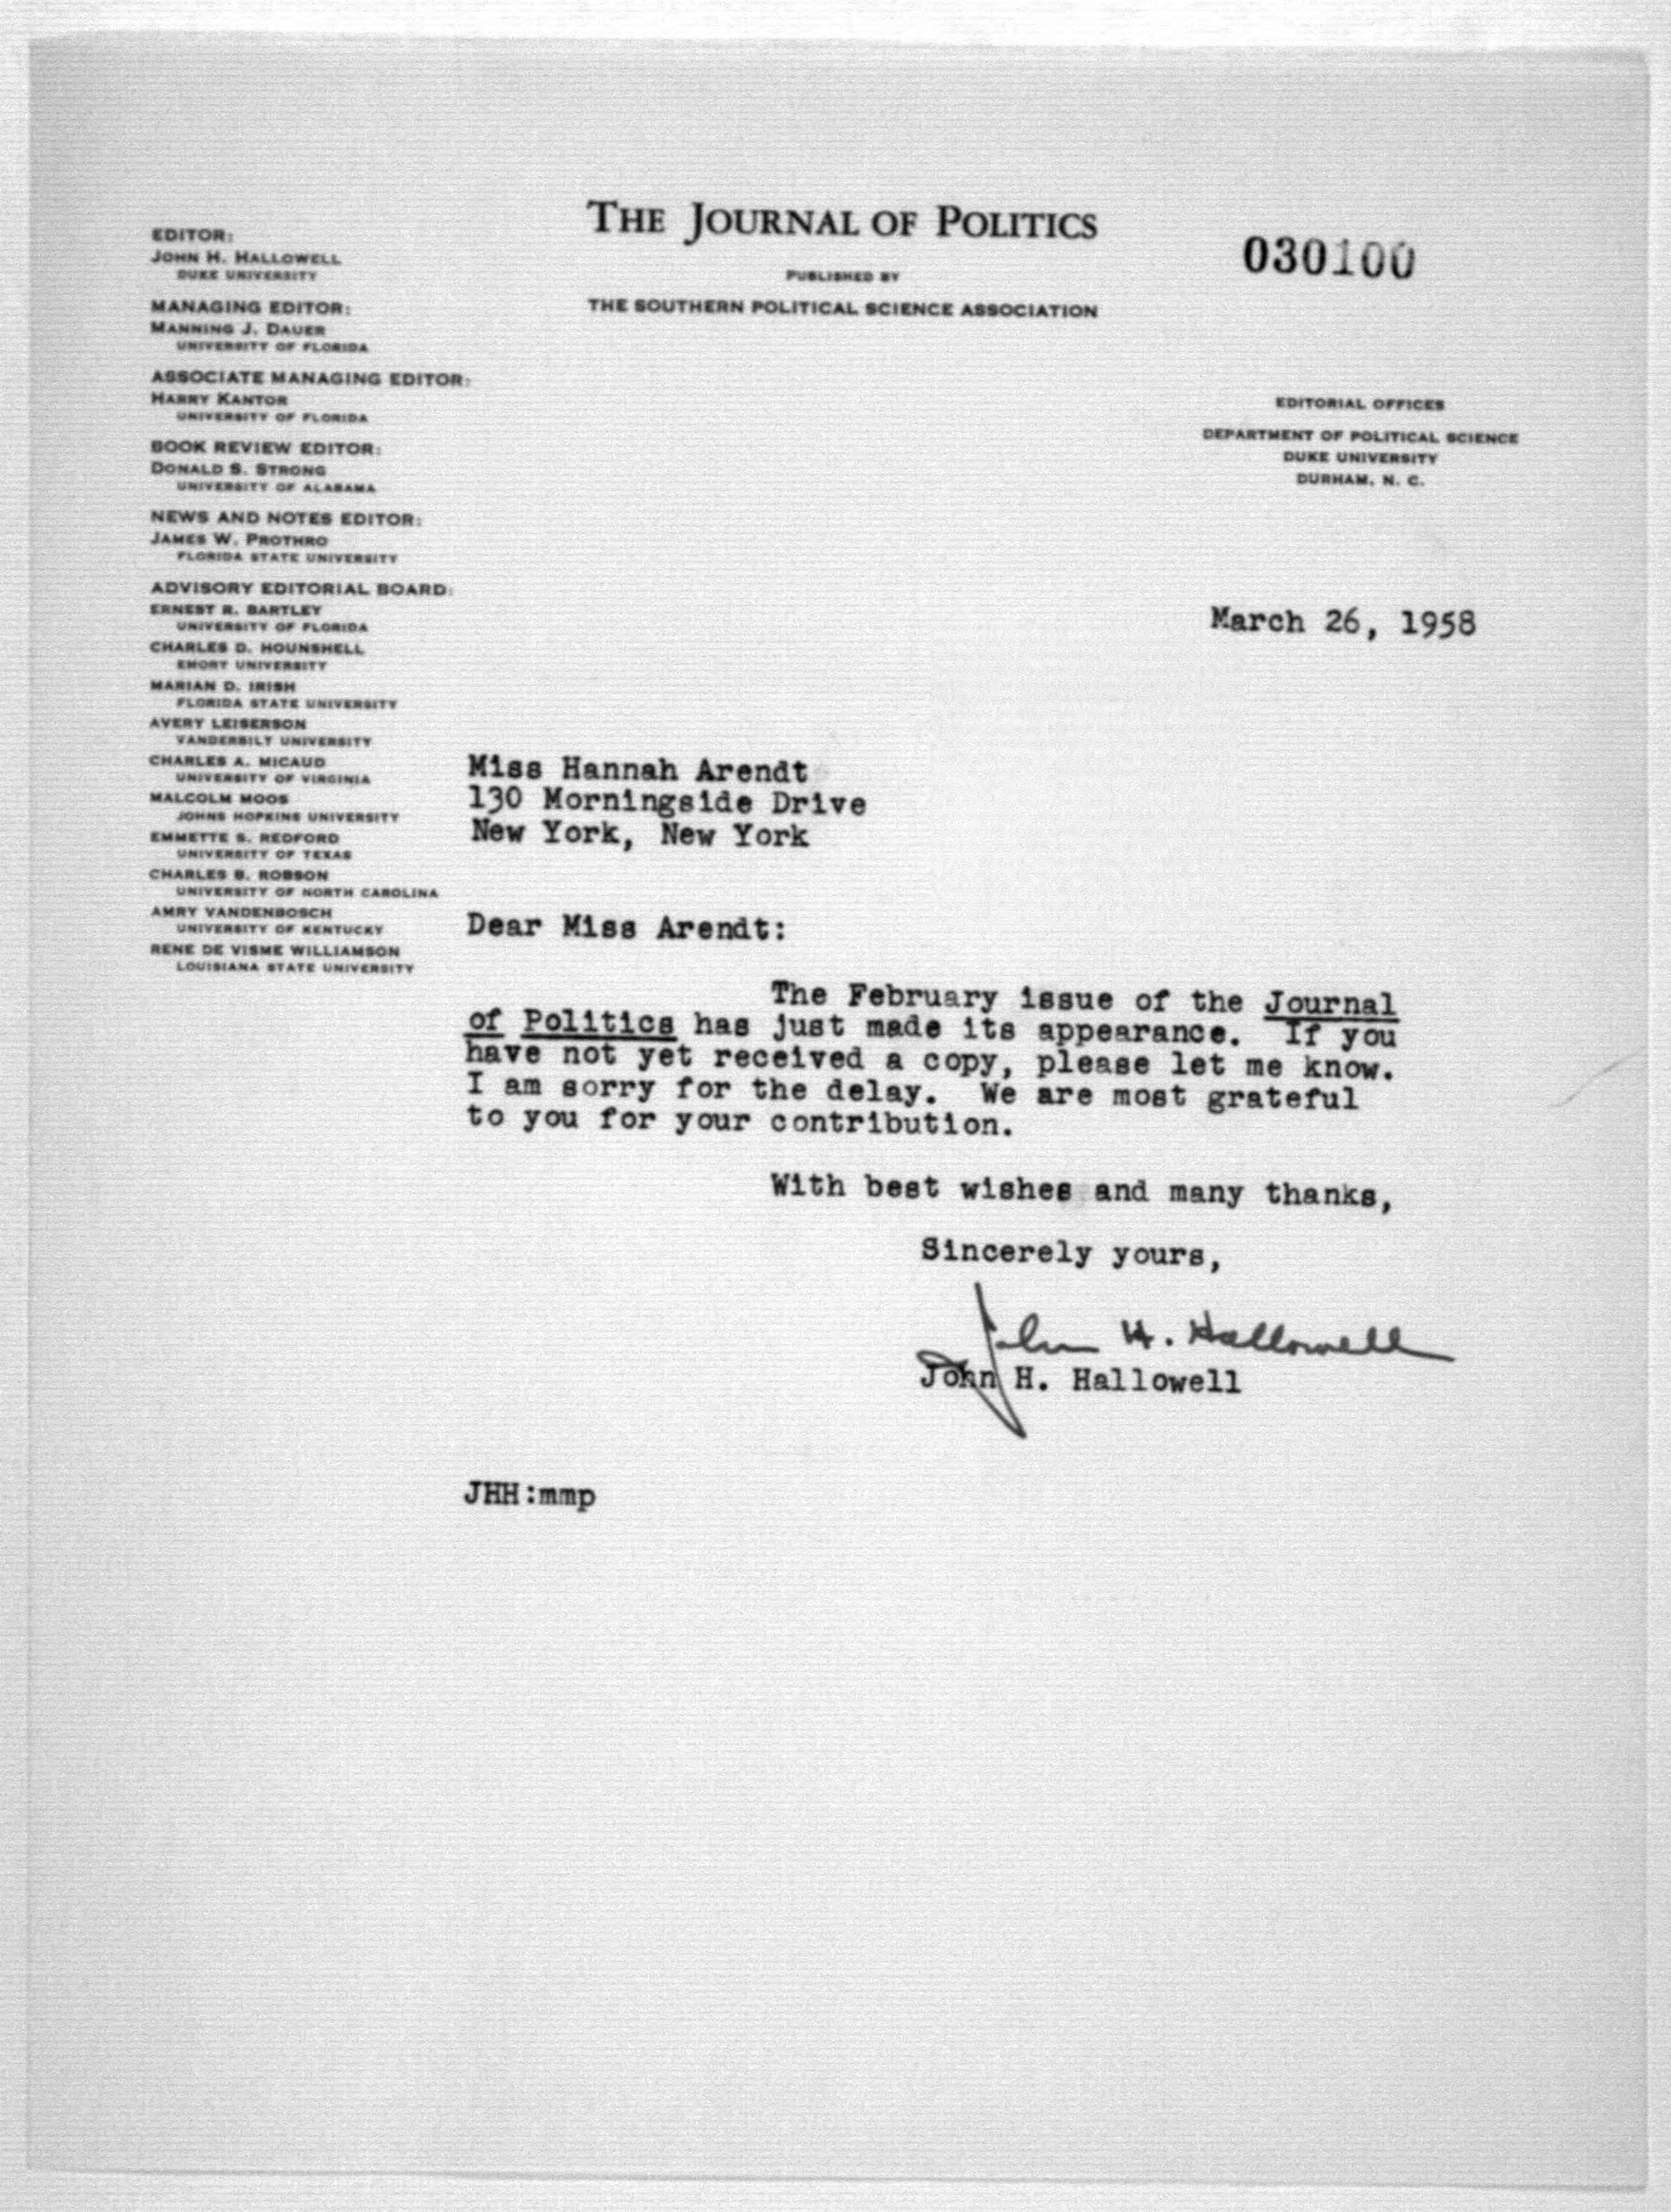 THE JOURNAL OF POLITICS
PUBLISHED BY
THE SOUTHERN POLITICAL SCIENCE ASSOCIATION
030100
EDITOR:
JOHN H. HALLOWELL
DUKE UNIVERSITY
MANAGING EDITOR:
MANNING J. DAUER
UNIVERSITY OF FLORIDA
ASSOCIATE MANAGING EDITOR:
HARRY KANTOR
UNIVERSITY OF FLORIDA
BOOK REVIEW EDITOR:
DONALD S. STRONG
UNIVERSITY OF ALABAMA
NEWS AND NOTES EDITOR:
JAMES W. PROTHRO
FLORIDA STATE UNIVERSITY
ADVISORY EDITORIAL BOARD:
ERNEST R. BARTLEY
UNIVERSITY OF FLORIDA
CHARLES D. HOUNSHELL
EMORY UNIVERSITY
MARIAN D. IRISH
FLORIDA STATE UNIVERSITY
AVERY LEISERSON
VANDERBILT UNIVERSITY
CHARLES A. MICAUD
UNIVERSITY OF VIRGINIA
MALCOLM MOOS
JOHNS HOPKINS UNIVERSITY
EMMETTE S. REDFORD
UNIVERSITY OF TEXAS
CHARLES B. ROBSON
UNIVERSITY OF NORTH CAROLINA
AMRY VANDENBOSCH
UNIVERSITY OF KENTUCKY
RENE DE VISME WILLIAMSON
LOUISIANA STATE UNIVERSITY
EDITORIAL OFFICES
DEPARTMENT OF POLITICAL SCIENCE
DUKE UNIVERSITY
DURHAM, N. C.
March 26, 1958
Miss Hannah Arendt
130 Morningside Drive
New York, New York
Dear Miss Arendt:
The February issue of the Journal
of Politics has just made its appearance. If you
have not yet received a copy, please let me know.
I am sorry for the delay. We are most grateful
to you for your contribution.
With best wishes and many thanks,
Sincerely yours,
John H. Hallowell
John H. Hallowell
JHH:mmp